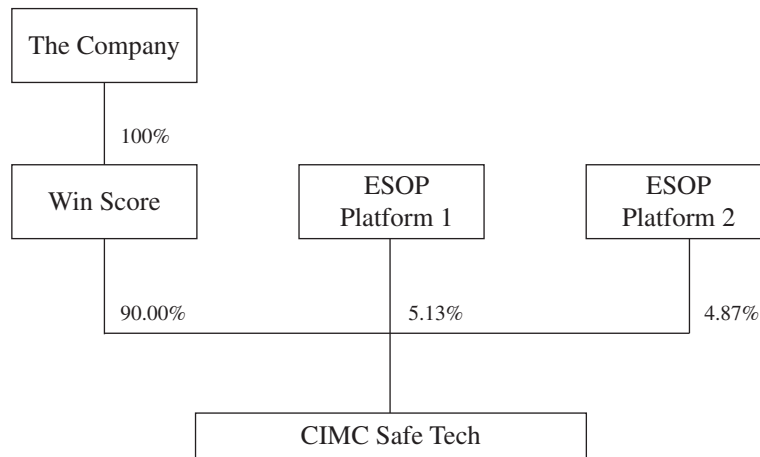 The Company
100%
Win Score
ESOP
Platform 1
ESOP
Platform 2
90.00%
5.13%
4.87%
CIMC Safe Tech